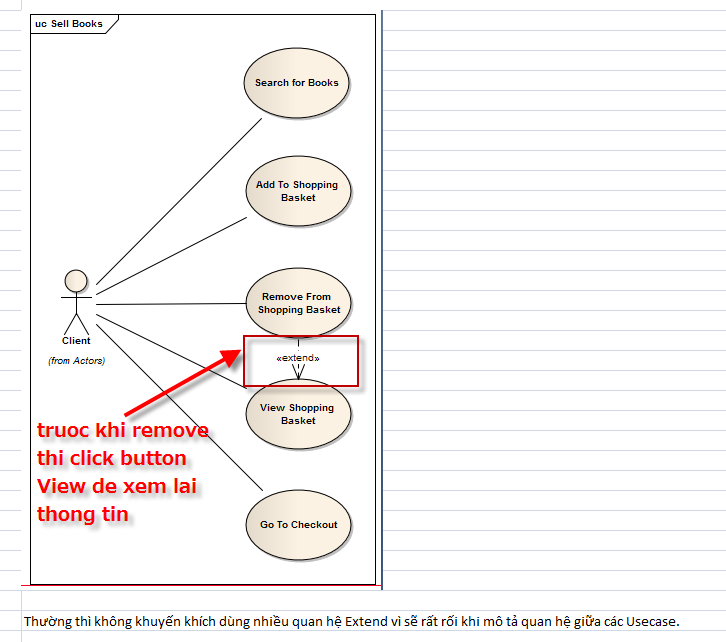 uc Sell Books
Search for Books
Add To Shopping
Basket
Remove From
Shopping Basket
Client
(from Actors)
«extend»
View Shopping
Basket
truoc khi remove
thi click button
View de xem lai
thong tin
Go To Checkout
Thường thì không khuyến khích dùng nhiều quan hệ Extend vì sẽ rất rối khi mô tả quan hệ giữa các Usecase.